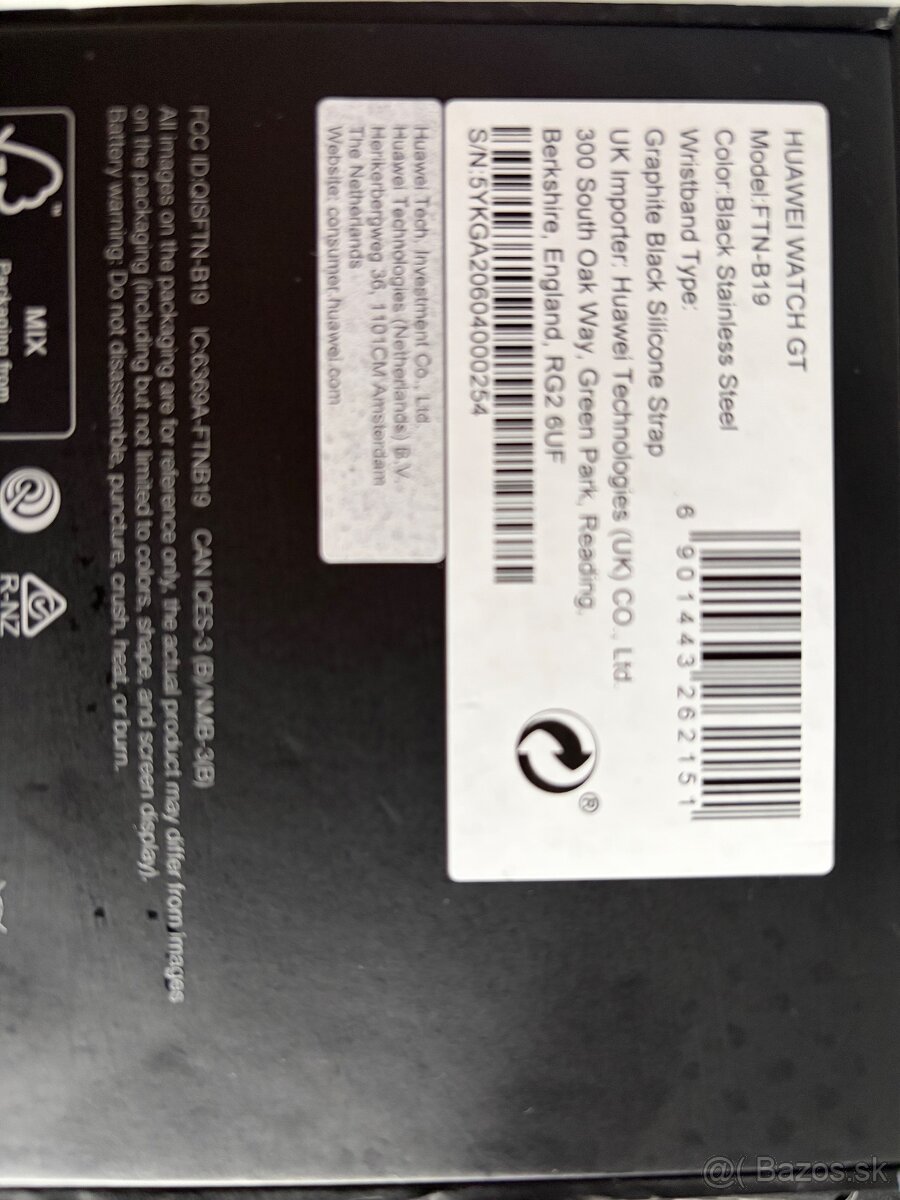 HUAWEI WATCH GT
Model:FTN-B19
Color:Black Stainless Steel
Wristband Type:
Graphite Black Silicone Strap
UK Importer: Huawei Technologies (UK) CO., Ltd.
300 South Oak Way, Green Park, Reading,
Berkshire, England, RG2 6UF
S/N:5YKGA2060400254
6 901443 262151
®
Huawei Tech. Investment Co., Ltd.
Huawei Technologies (Netherlands) B.V.
Herikerbergweg 36, 1101CM Amsterdam
The Netherlands
Website: consumer.huawei.com
FCC ID:QISFTN-B19 IC:6369A-FTNB19 CAN ICES-3 (B)/NMB-3(B)
All images on the packaging are for reference only, the actual product may differ from images
on the packaging (including but not limited to colors, shape, and screen display).
Battery warning: Do not disassemble, puncture, crush, heat, or burn.
™
MIX
Packaging from
R-NZ
@( Bazos.sk